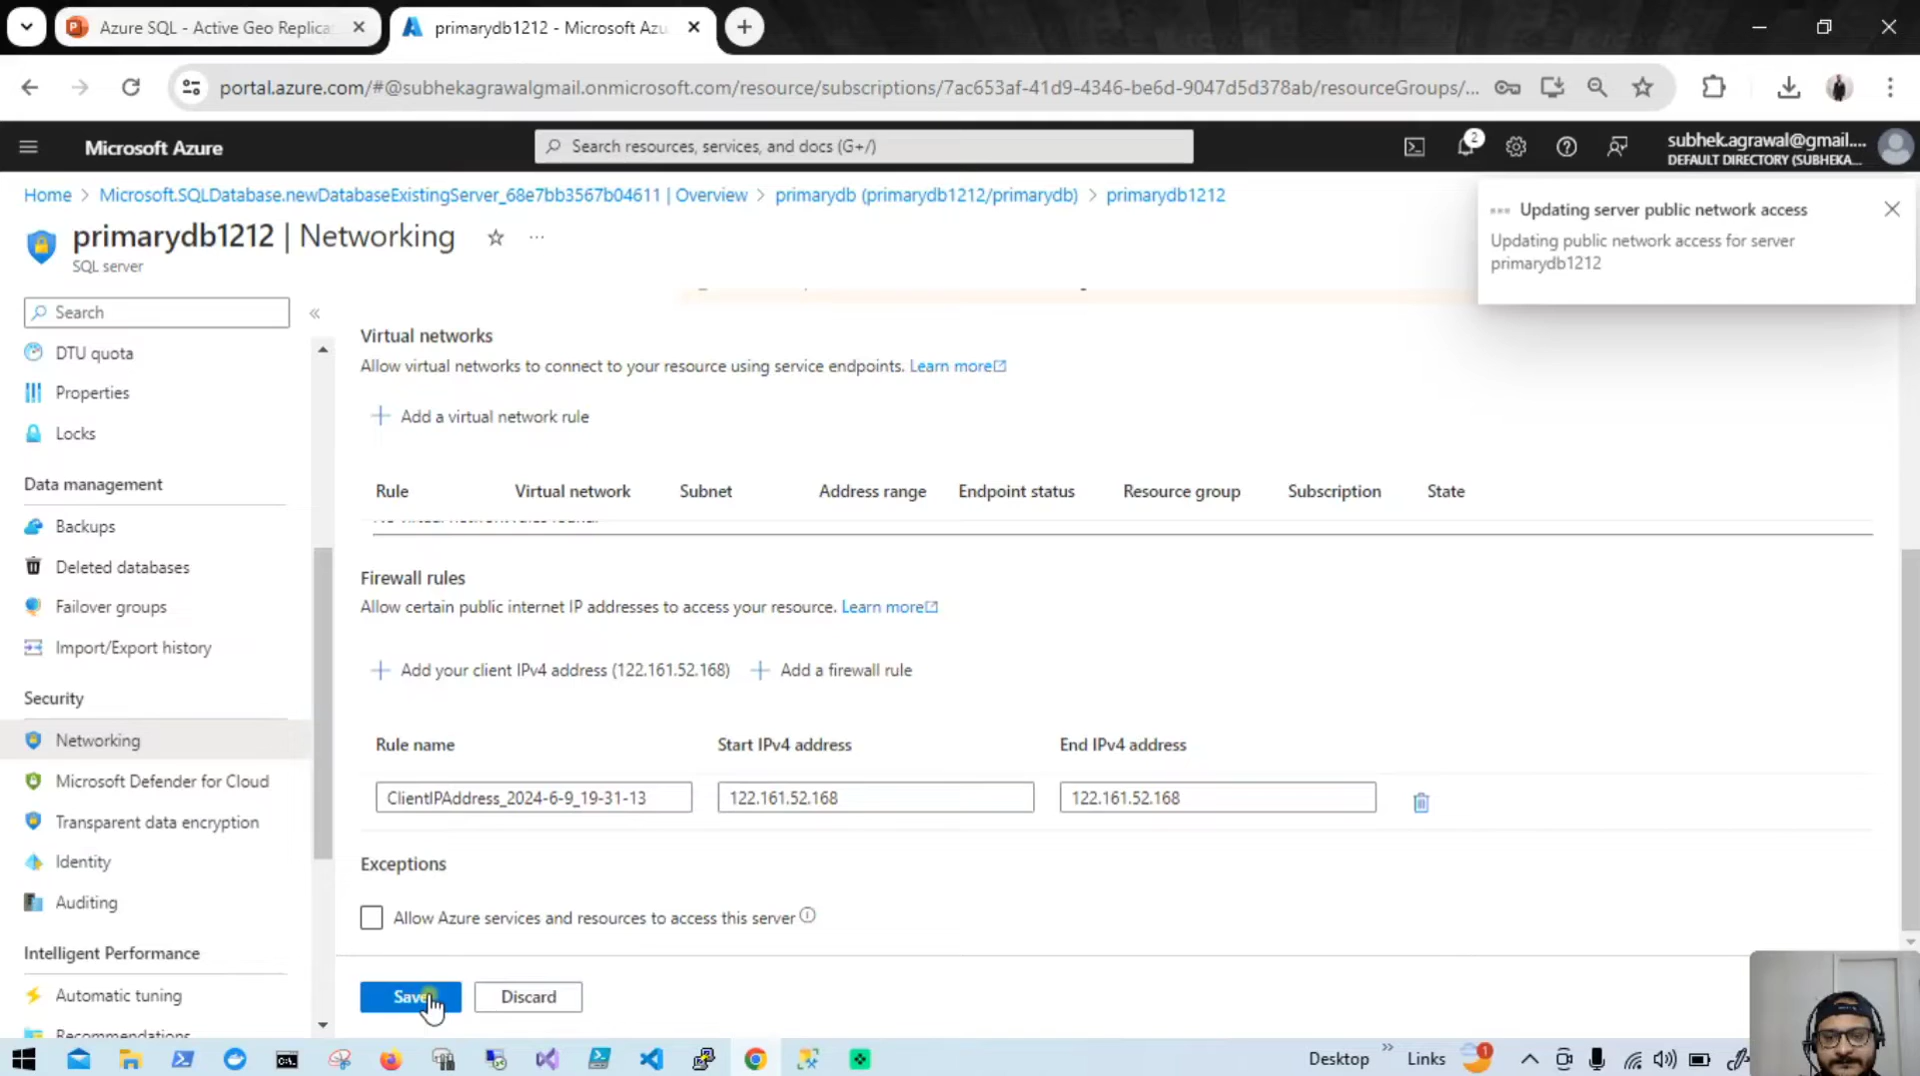 Azure SQL - Active Geo Replica
primarydb1212 - Microsoft Azu
portal.azure.com/#@subhekagrawalgmail.onmicrosoft.com/resource/subscriptions/7ac653af-41d9-4346-be6d-9047d5d378ab/resourceGroups/...
Microsoft Azure
Search resources, services, and docs (G+/)
2
subhek.agrawal@gmail....
DEFAULT DIRECTORY (SUBHEKA...
Home > Microsoft.SQLDatabase.newDatabaseExistingServer_68e7bb3567b04611 | Overview > primarydb (primarydb1212/primarydb) > primarydb1212
Updating server public network access
Updating public network access for server
primarydb1212
primarydb1212 | Networking
SQL server
Search
DTU quota
Properties
Locks
Data management
Backups
Deleted databases
Failover groups
Import/Export history
Security
Networking
Microsoft Defender for Cloud
Transparent data encryption
Identity
Auditing
Intelligent Performance
Automatic tuning
Recommendations
Virtual networks
Allow virtual networks to connect to your resource using service endpoints. Learn more
+ Add a virtual network rule
Rule Virtual network Subnet Address range Endpoint status Resource group Subscription State
Firewall rules
Allow certain public internet IP addresses to access your resource. Learn more
+ Add your client IPv4 address (122.161.52.168) + Add a firewall rule
Rule name Start IPv4 address End IPv4 address
ClientIPAddress_2024-6-9_19-31-13 122.161.52.168 122.161.52.168
Exceptions
Allow Azure services and resources to access this server
Save Discard
Desktop Links 1